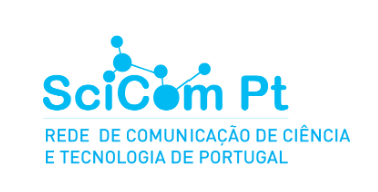 SciCom Pt
REDE DE COMUNICAÇÃO DE CIÊNCIA
E TECNOLOGIA DE PORTUGAL